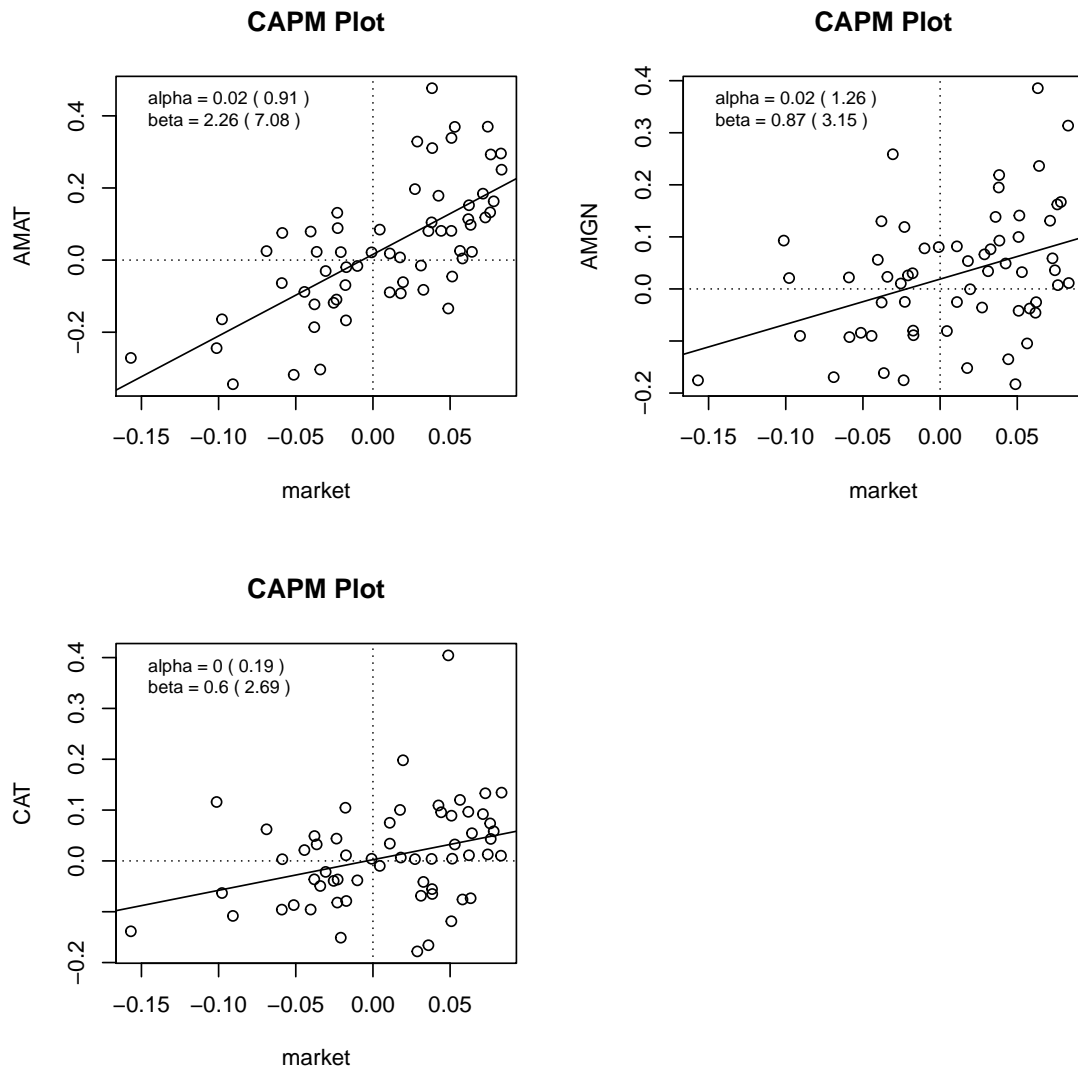 CAPM Plot
alpha = 0.02 ( 0.91 )
beta = 2.26 ( 7.08 )
AMAT
0.4
0.2
0.0
−0.2
−0.15 −0.10 −0.05 0.00 0.05
market
CAPM Plot
alpha = 0.02 ( 1.26 )
beta = 0.87 ( 3.15 )
AMGN
0.4
0.3
0.2
0.1
0.0
−0.2
−0.15 −0.10 −0.05 0.00 0.05
market
CAPM Plot
alpha = 0 ( 0.19 )
beta = 0.6 ( 2.69 )
CAT
0.4
0.3
0.2
0.1
0.0
−0.2
−0.15 −0.10 −0.05 0.00 0.05
market